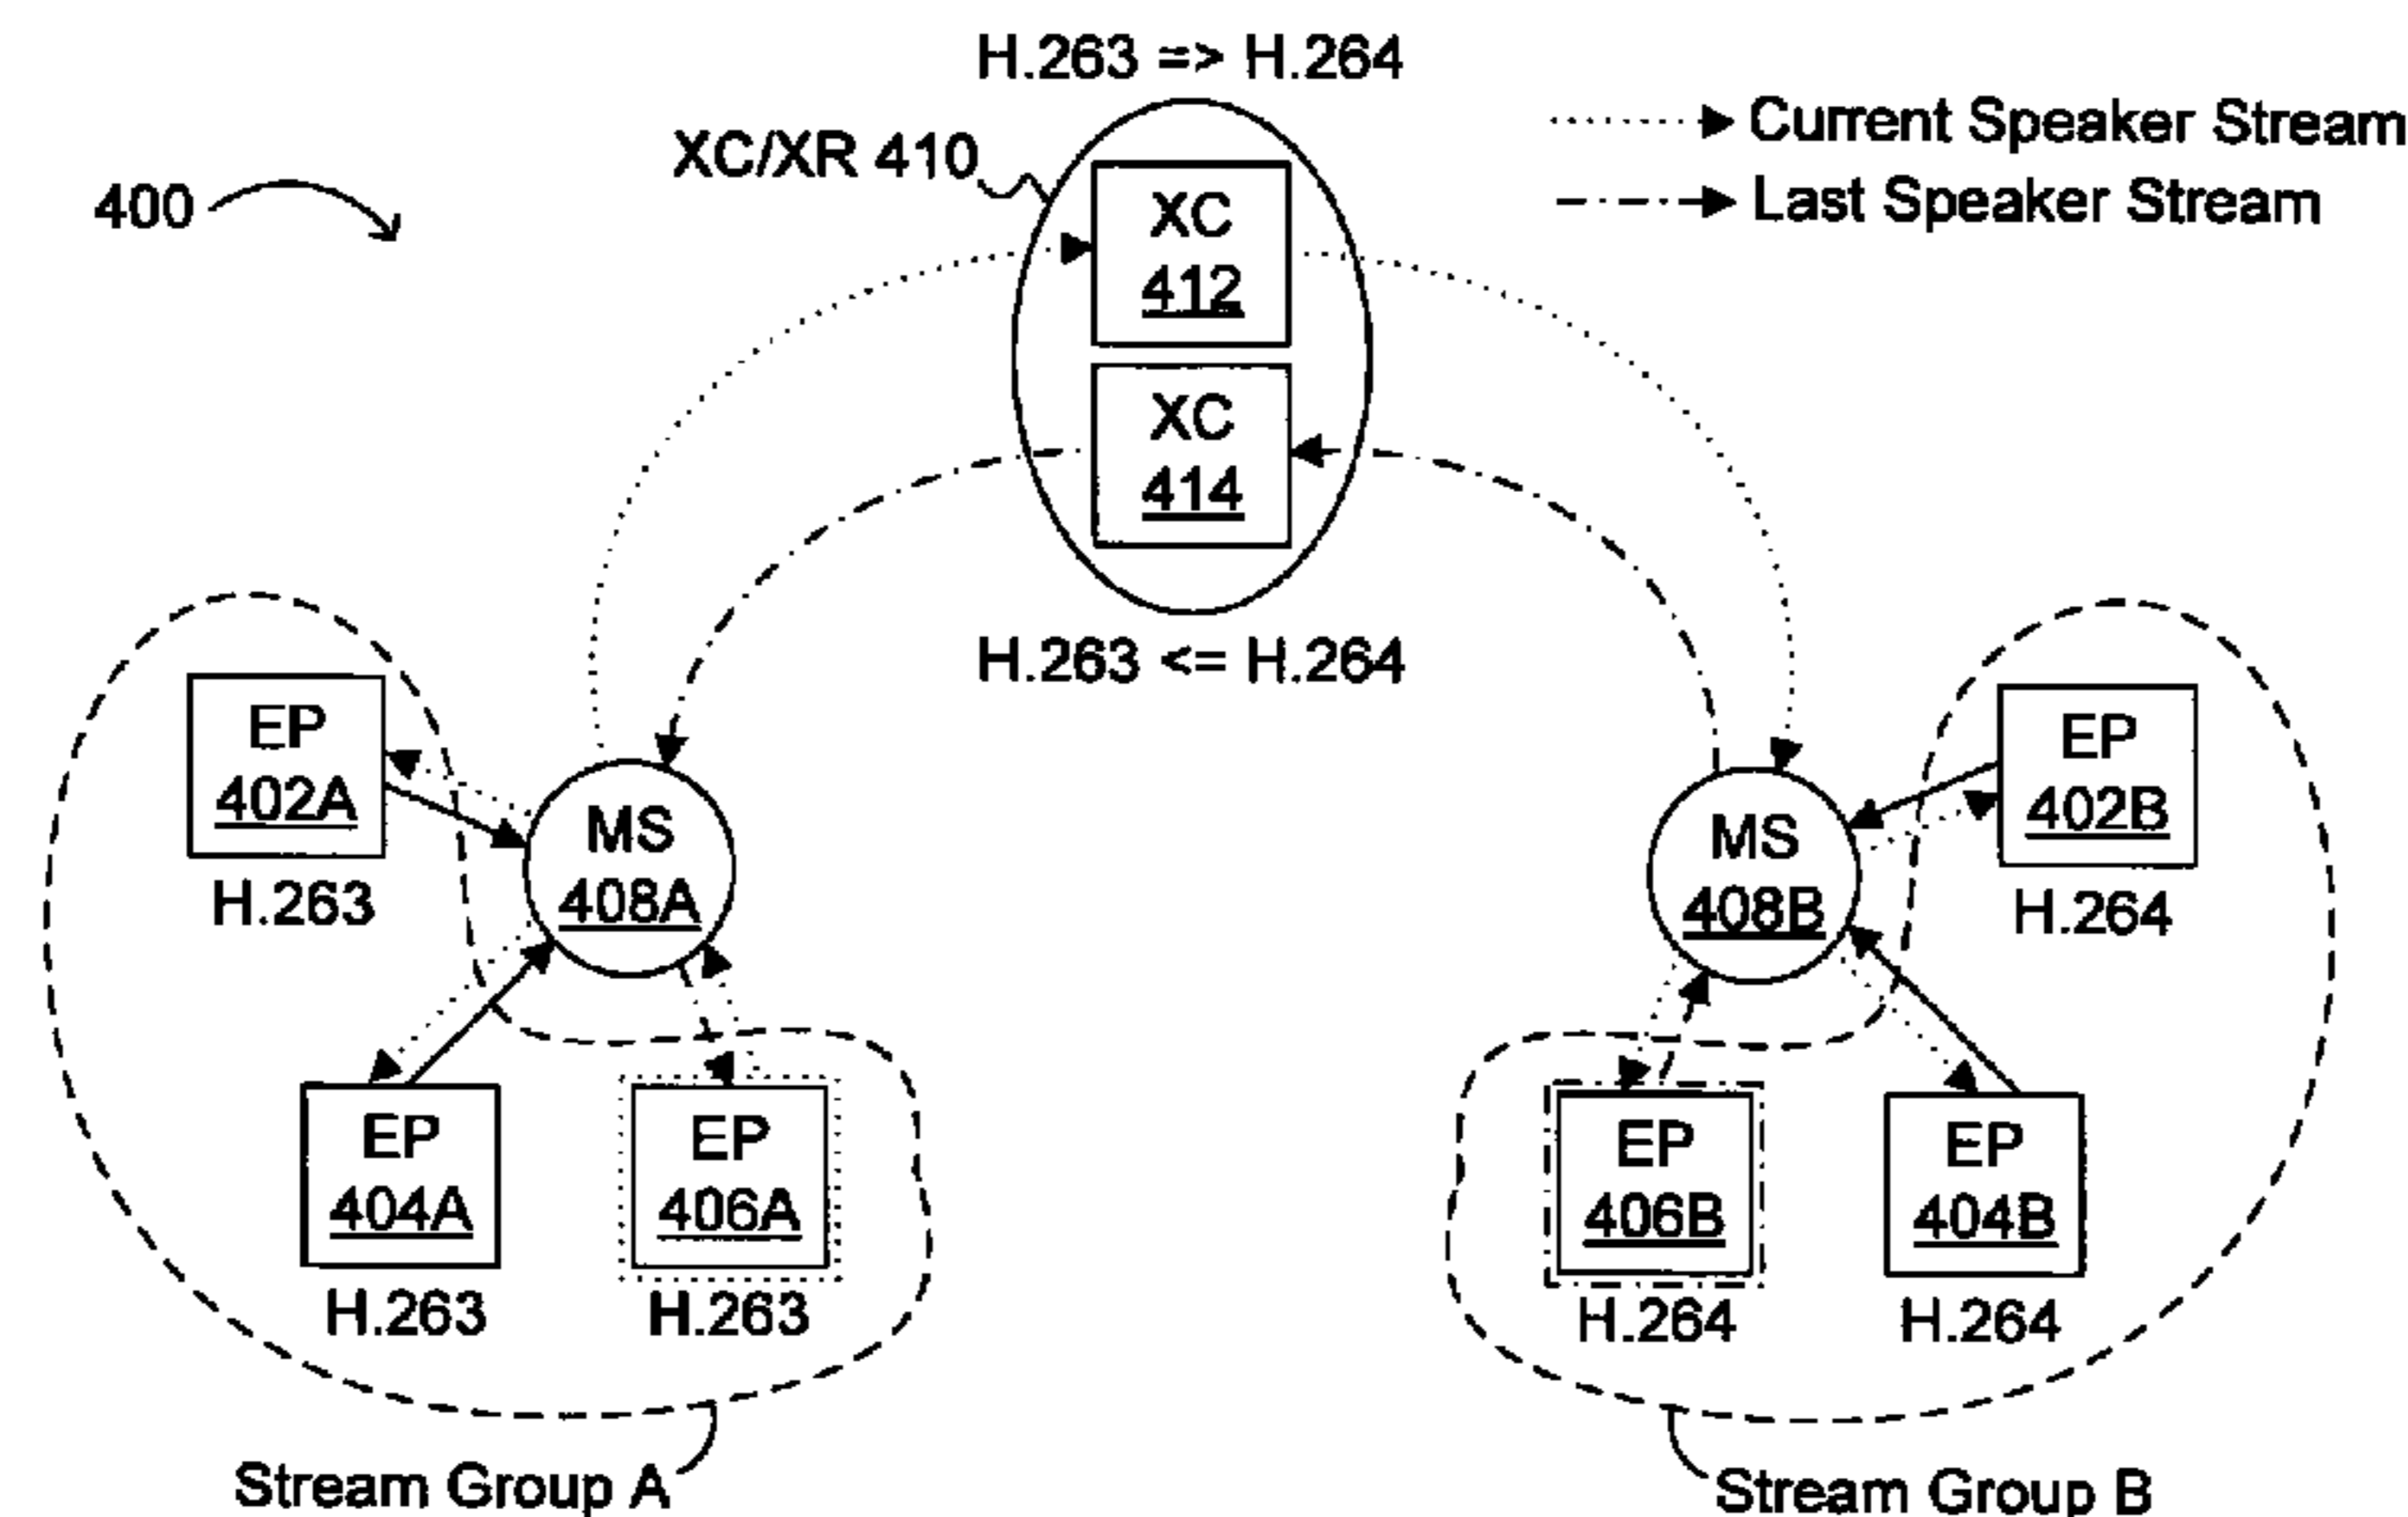 H.263 => H.264
XC/XR 410
400
Current Speaker Stream
Last Speaker Stream
XC
412
XC
414
H.263 <= H.264
EP
402A
H.263
MS
408A
MS
408B
EP
402B
H.264
EP
404A
H.263
EP
406A
H.263
EP
406B
H.264
EP
404B
H.264
Stream Group A
Stream Group B